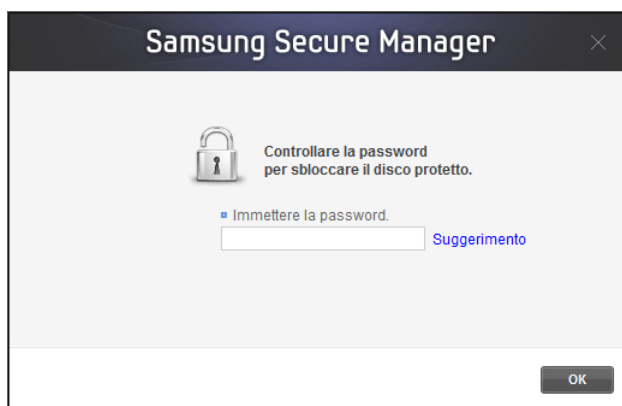 Samsung Secure Manager
Controllare la password
per sbloccare il disco protetto.
Immettere la password.
Suggerimento
OK